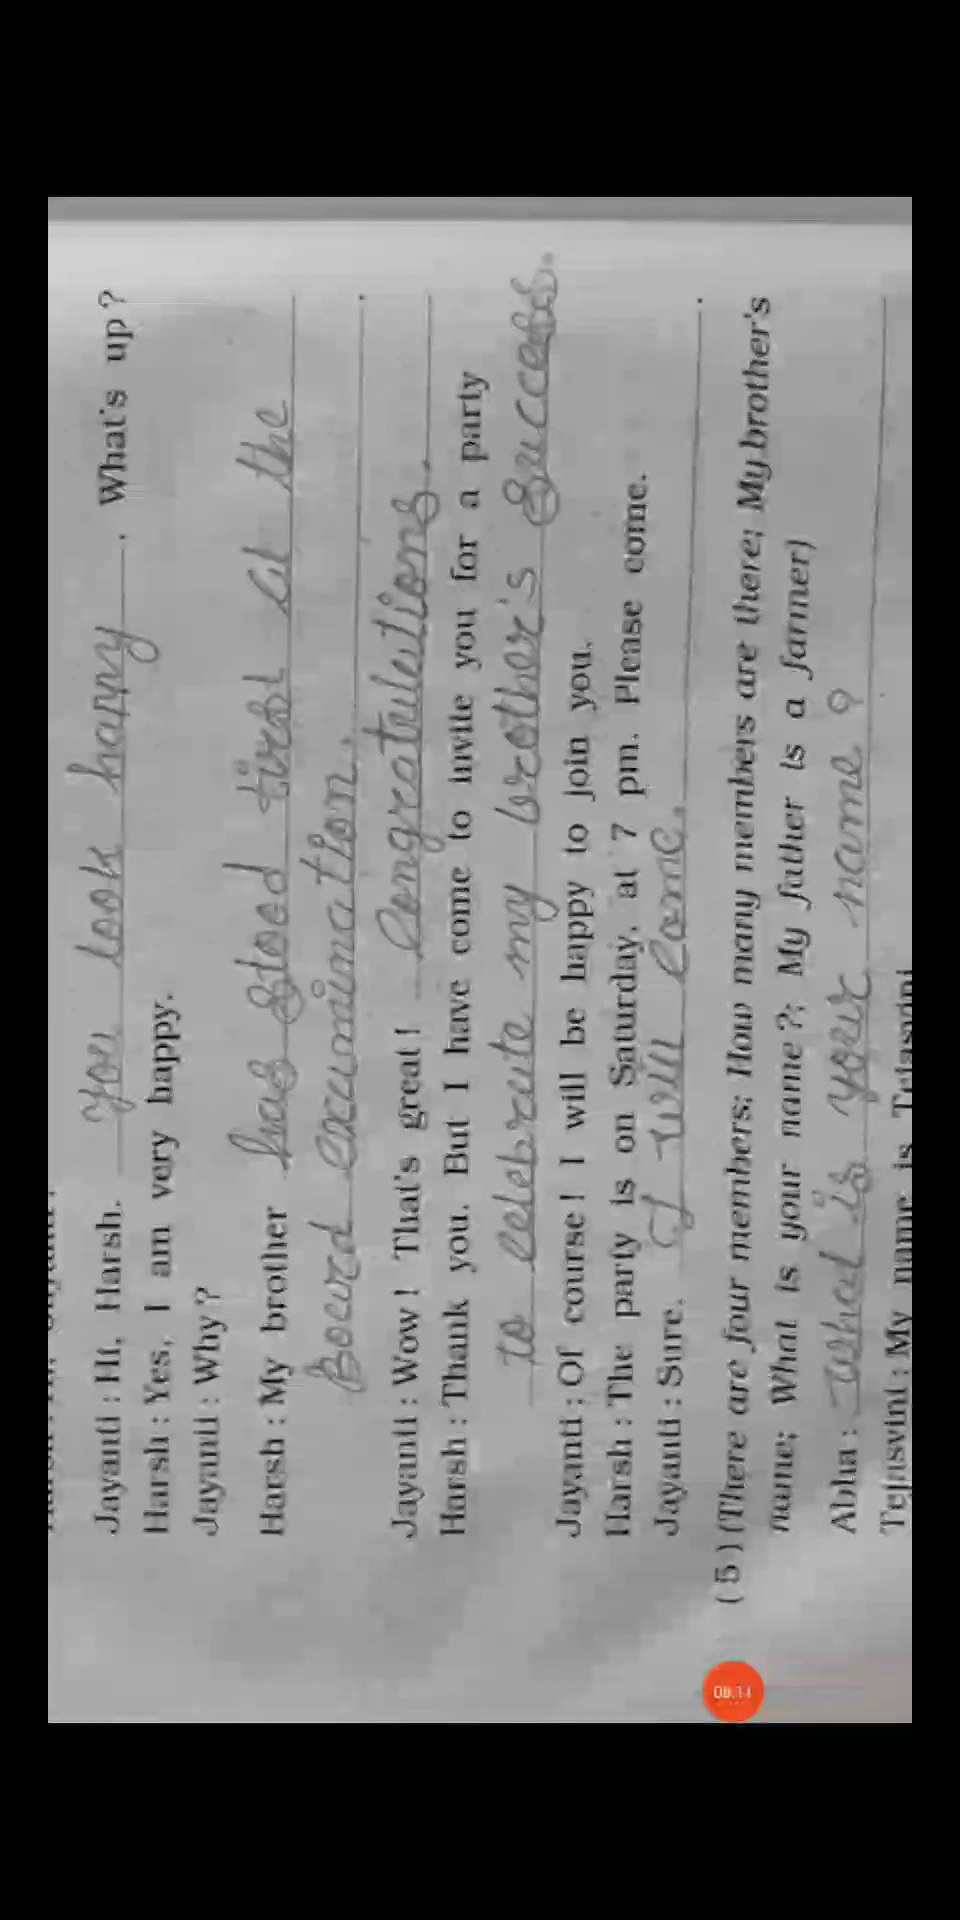 Jayanti : Hi, Harsh. you look happy. What's up?
Harsh : Yes, I am very happy.
Jayanti : Why?
Harsh : My brother has stood first at the
Board examination.
Jayanti : Wow! That's great! Congratulations.
Harsh : Thank you. But I have come to invite you for a party
to celebrate my brother's success.
Jayanti : Of course! I will be happy to join you.
Harsh : The party is on Saturday, at 7 pm. Please come.
Jayanti : Sure. I will come.
(5) (There are four members; How many members are there; My brother's
name; What is your name?; My father is a farmer)
Abha : What is your name?
Tejasvini : My name is Tejasvini
08:11